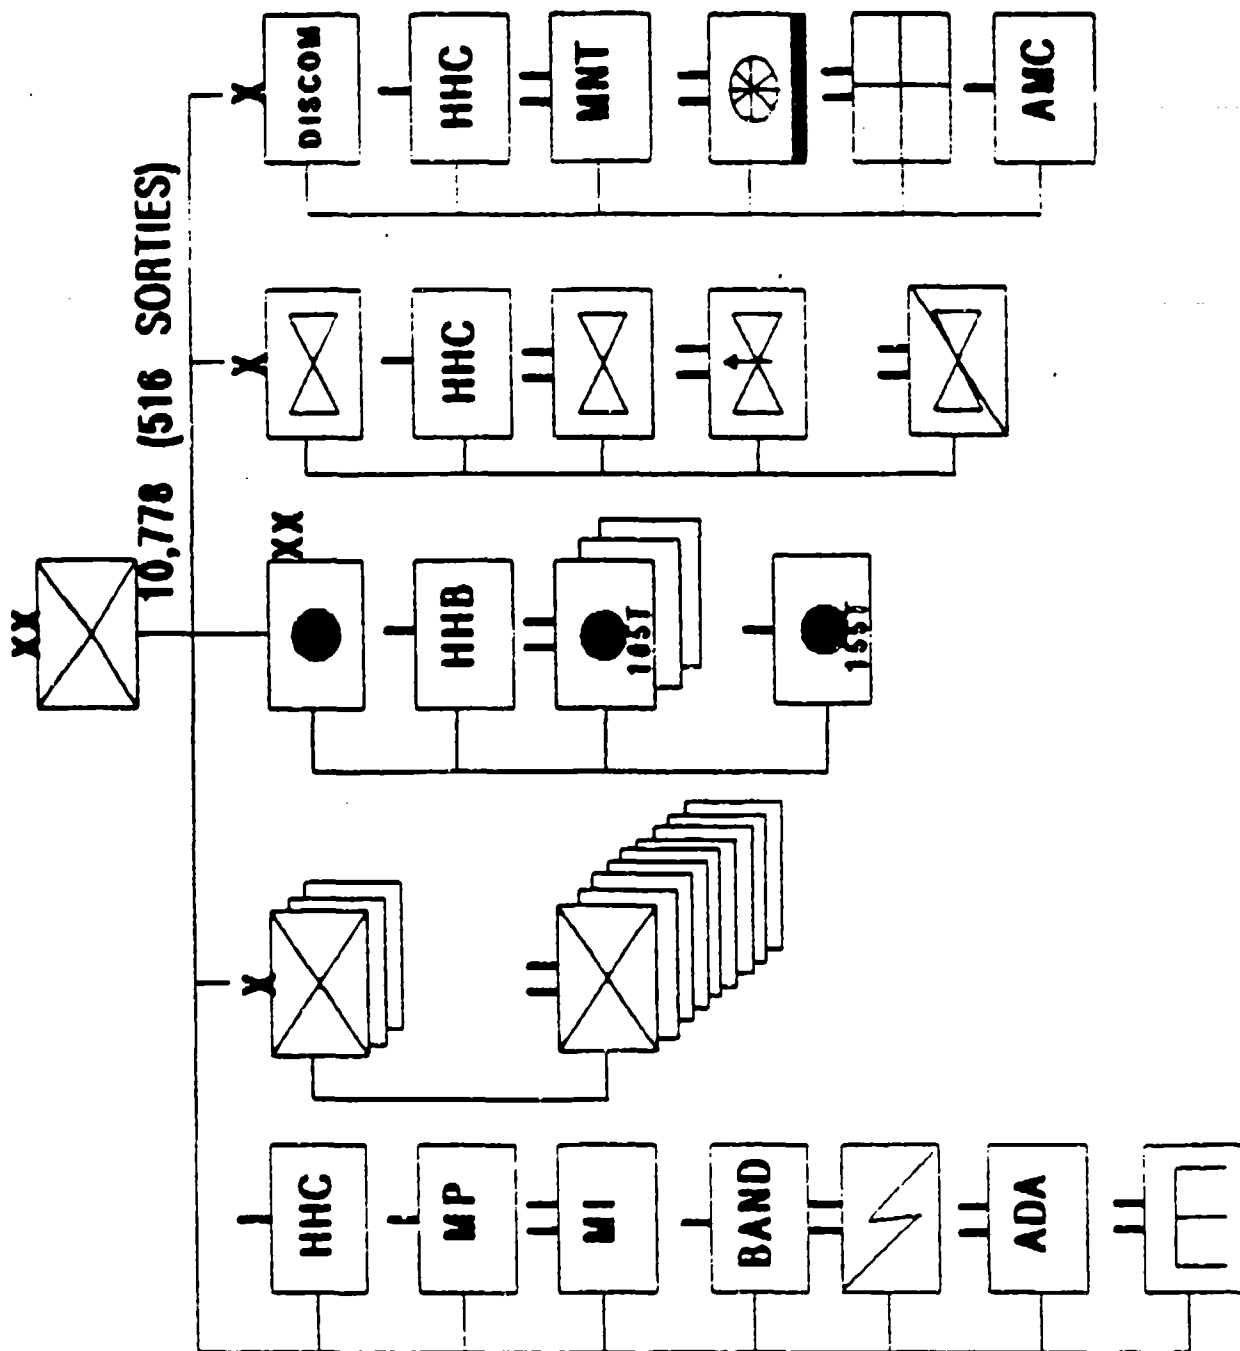 XX
10,778 (516 SORTIES)
HHC
MP
MI
BAND
ADA
X
XX
HHB
105T
155T
X
HHC
X
DISCOM
HHC
MNT
AMC